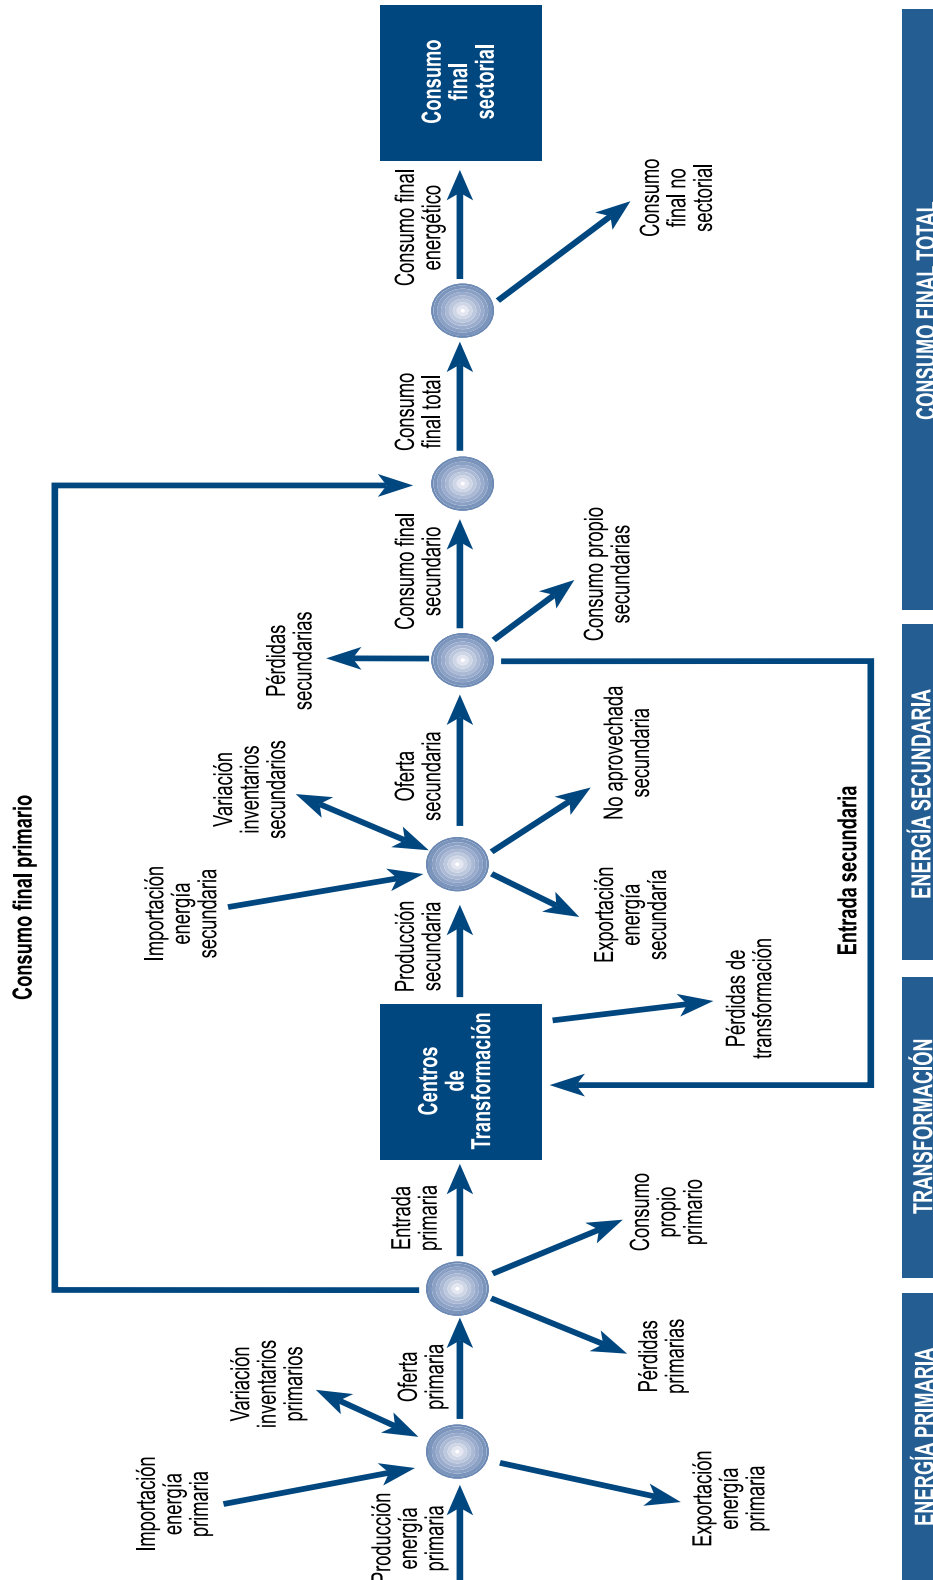 Consumo final primario
Importación
energía
primaria
Variación
inventarios
primarios
Producción
energía
primaria
Oferta
primaria
Exportación
energía
primaria
Pérdidas
primarias
Consumo
propio
primario
Entrada
primaria
Centros
de
Transformación
Pérdidas de
transformación
Producción
secundaria
Importación
energía
secundaria
Variación
inventarios
secundarios
Exportación
energía
secundaria
No aprovechada
secundaria
Oferta
secundaria
Pérdidas
secundarias
Consumo propio
secundarias
Entrada secundaria
Consumo final
secundario
Consumo
final total
Consumo final
energético
Consumo
final no
sectorial
Consumo
final
sectorial
ENERGÍA PRIMARIA
TRANSFORMACIÓN
ENERGÍA SECUNDARIA
CONSUMO FINAL TOTAL